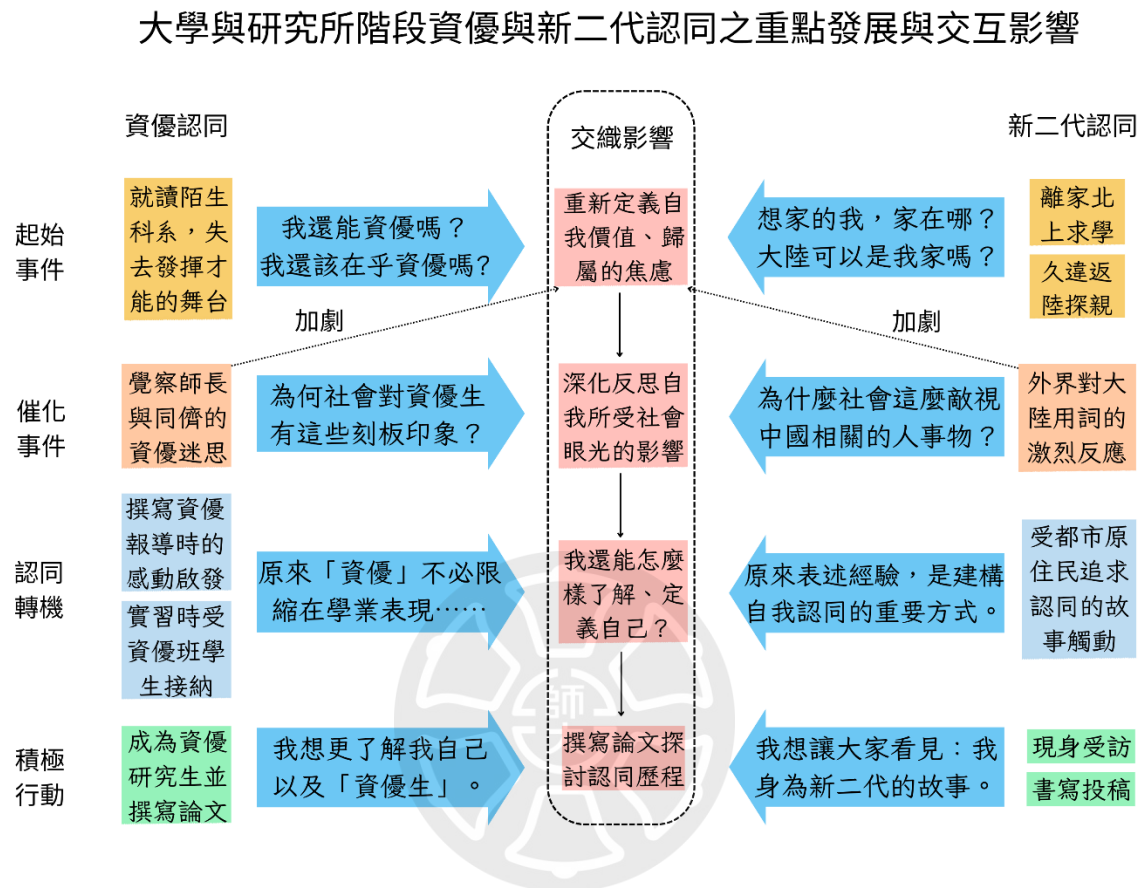 大學與研究所階段資優與新二代認同之重點發展與交互影響
資優認同
交織影響
新二代認同
起始
事件
就讀陌生
科系，失
去發揮才
能的舞台
我還能資優嗎？
我還該在乎資優嗎？
重新定義自
我價值、歸
屬的焦慮
想家的我，家在哪？
大陸可以是我家嗎？
離家北
上求學
久違返
陸探親
加劇
加劇
催化
事件
覺察師長
與同儕的
資優迷思
為何社會對資優生
有這些刻板印象？
深化反思自
我所受社會
眼光的影響
為什麼社會這麼敵視
中國相關的人事物？
外界對大
陸用詞的
激烈反應
認同
轉機
撰寫資優
報導時的
感動啟發
實習時受
資優班學
生接納
原來「資優」不必限
縮在學業表現……
我還能怎麼
樣了解、定
義自己？
原來表述經驗，是建構
自我認同的重要方式。
受都市原
住民追求
認同的故
事觸動
積極
行動
成為資優
研究生並
撰寫論文
我想更了解我自己
以及「資優生」。
撰寫論文探
討認同歷程
我想讓大家看見：我
身為新二代的故事。
現身受訪
書寫投稿
師